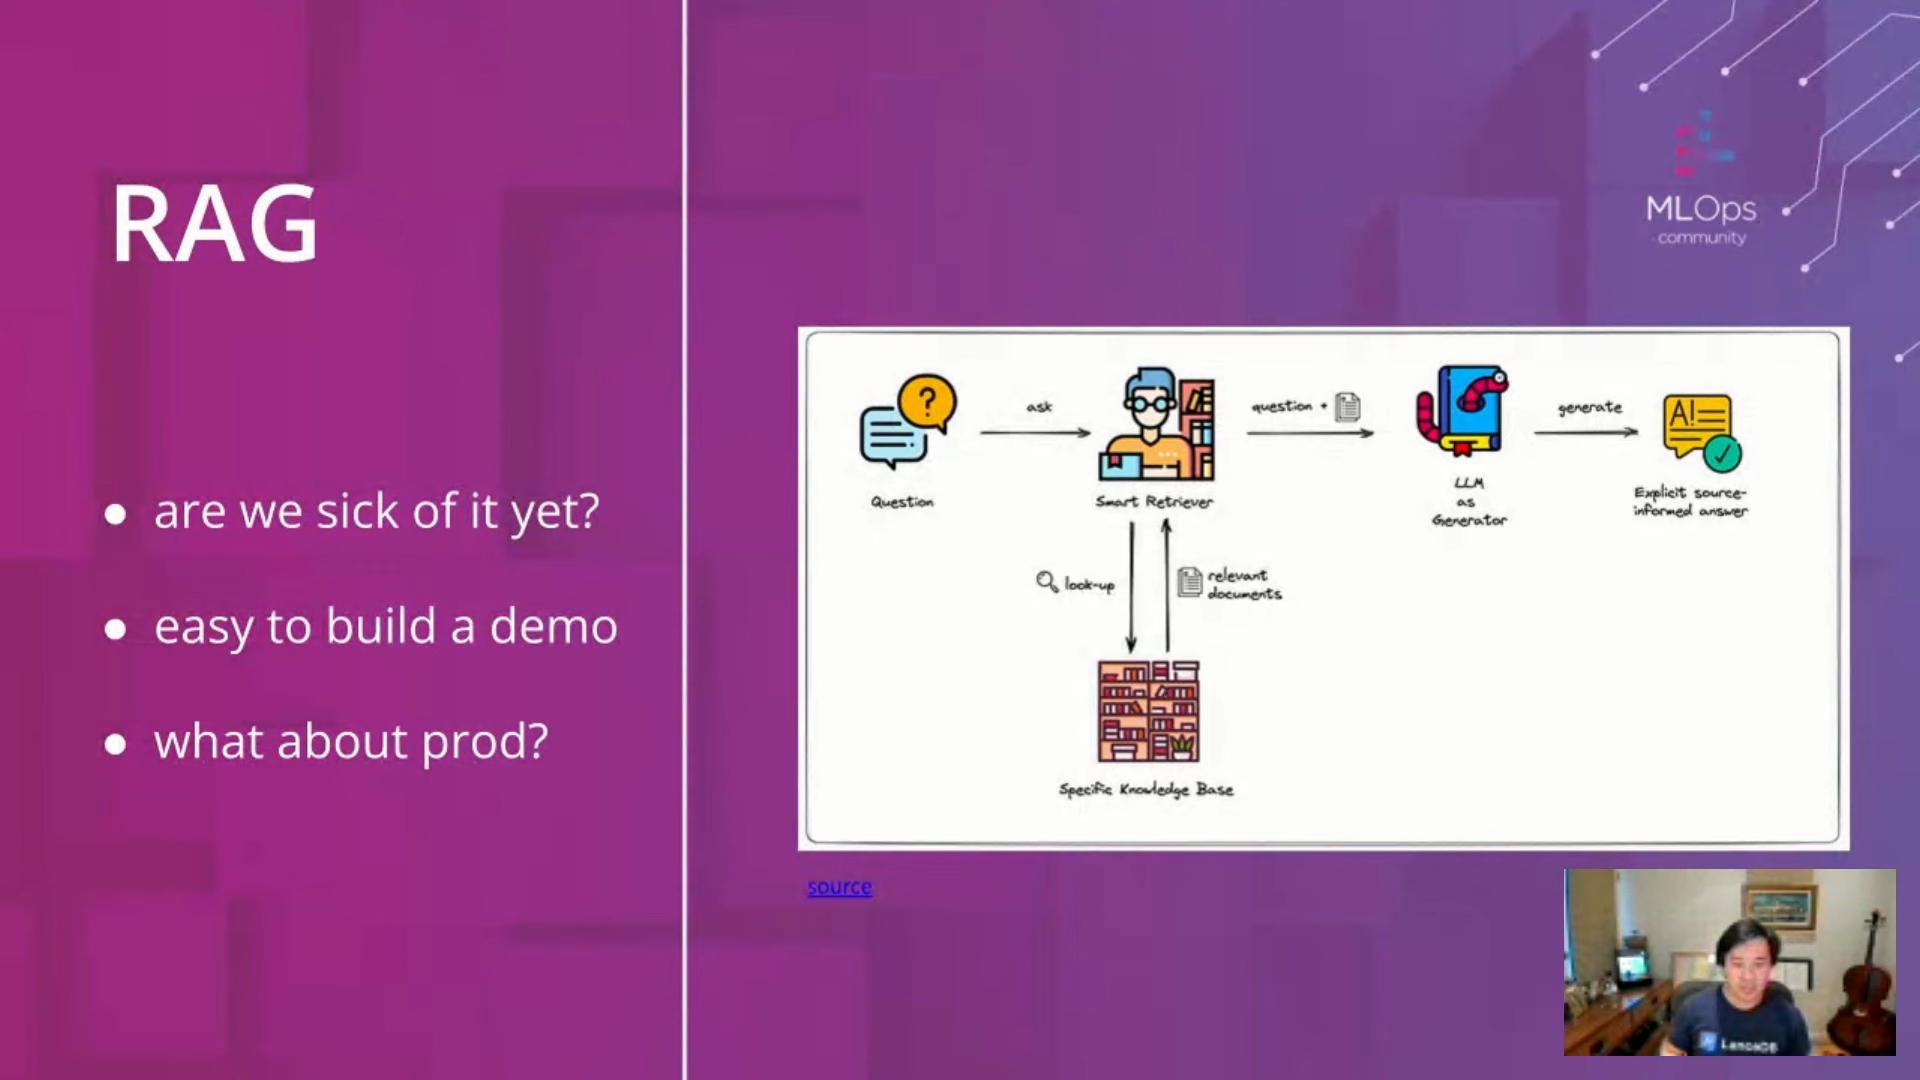 RAG
are we sick of it yet?
easy to build a demo
what about prod?
MLOps
community
?
ask
question +
generate
A!
Question
Smart Retriever
LLM
as
Generator
Explicit source-
informed answer
look-up
relevant
documents
Specific Knowledge Base
source
LanceDB